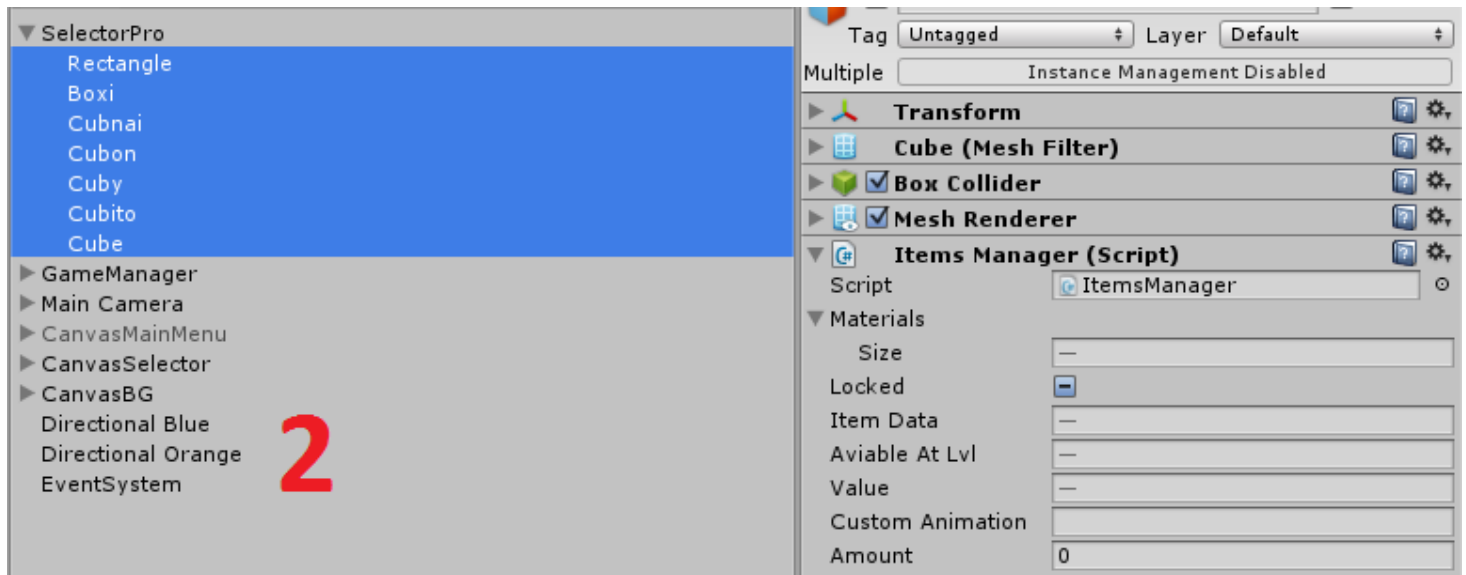 SelectorPro
Rectangle
Boxi
Cubnai
Cubon
Cuby
Cubito
Cube
GameManager
Main Camera
CanvasMainMenu
CanvasSelector
CanvasBG
Directional Blue
Directional Orange
EventSystem
2
Tag Untagged Layer Default
Multiple Instance Management Disabled
Transform
Cube (Mesh Filter)
Box Collider
Mesh Renderer
Items Manager (Script)
Script ItemsManager
Materials
Size —
Locked
Item Data —
Aviable At Lvl —
Value —
Custom Animation
Amount 0